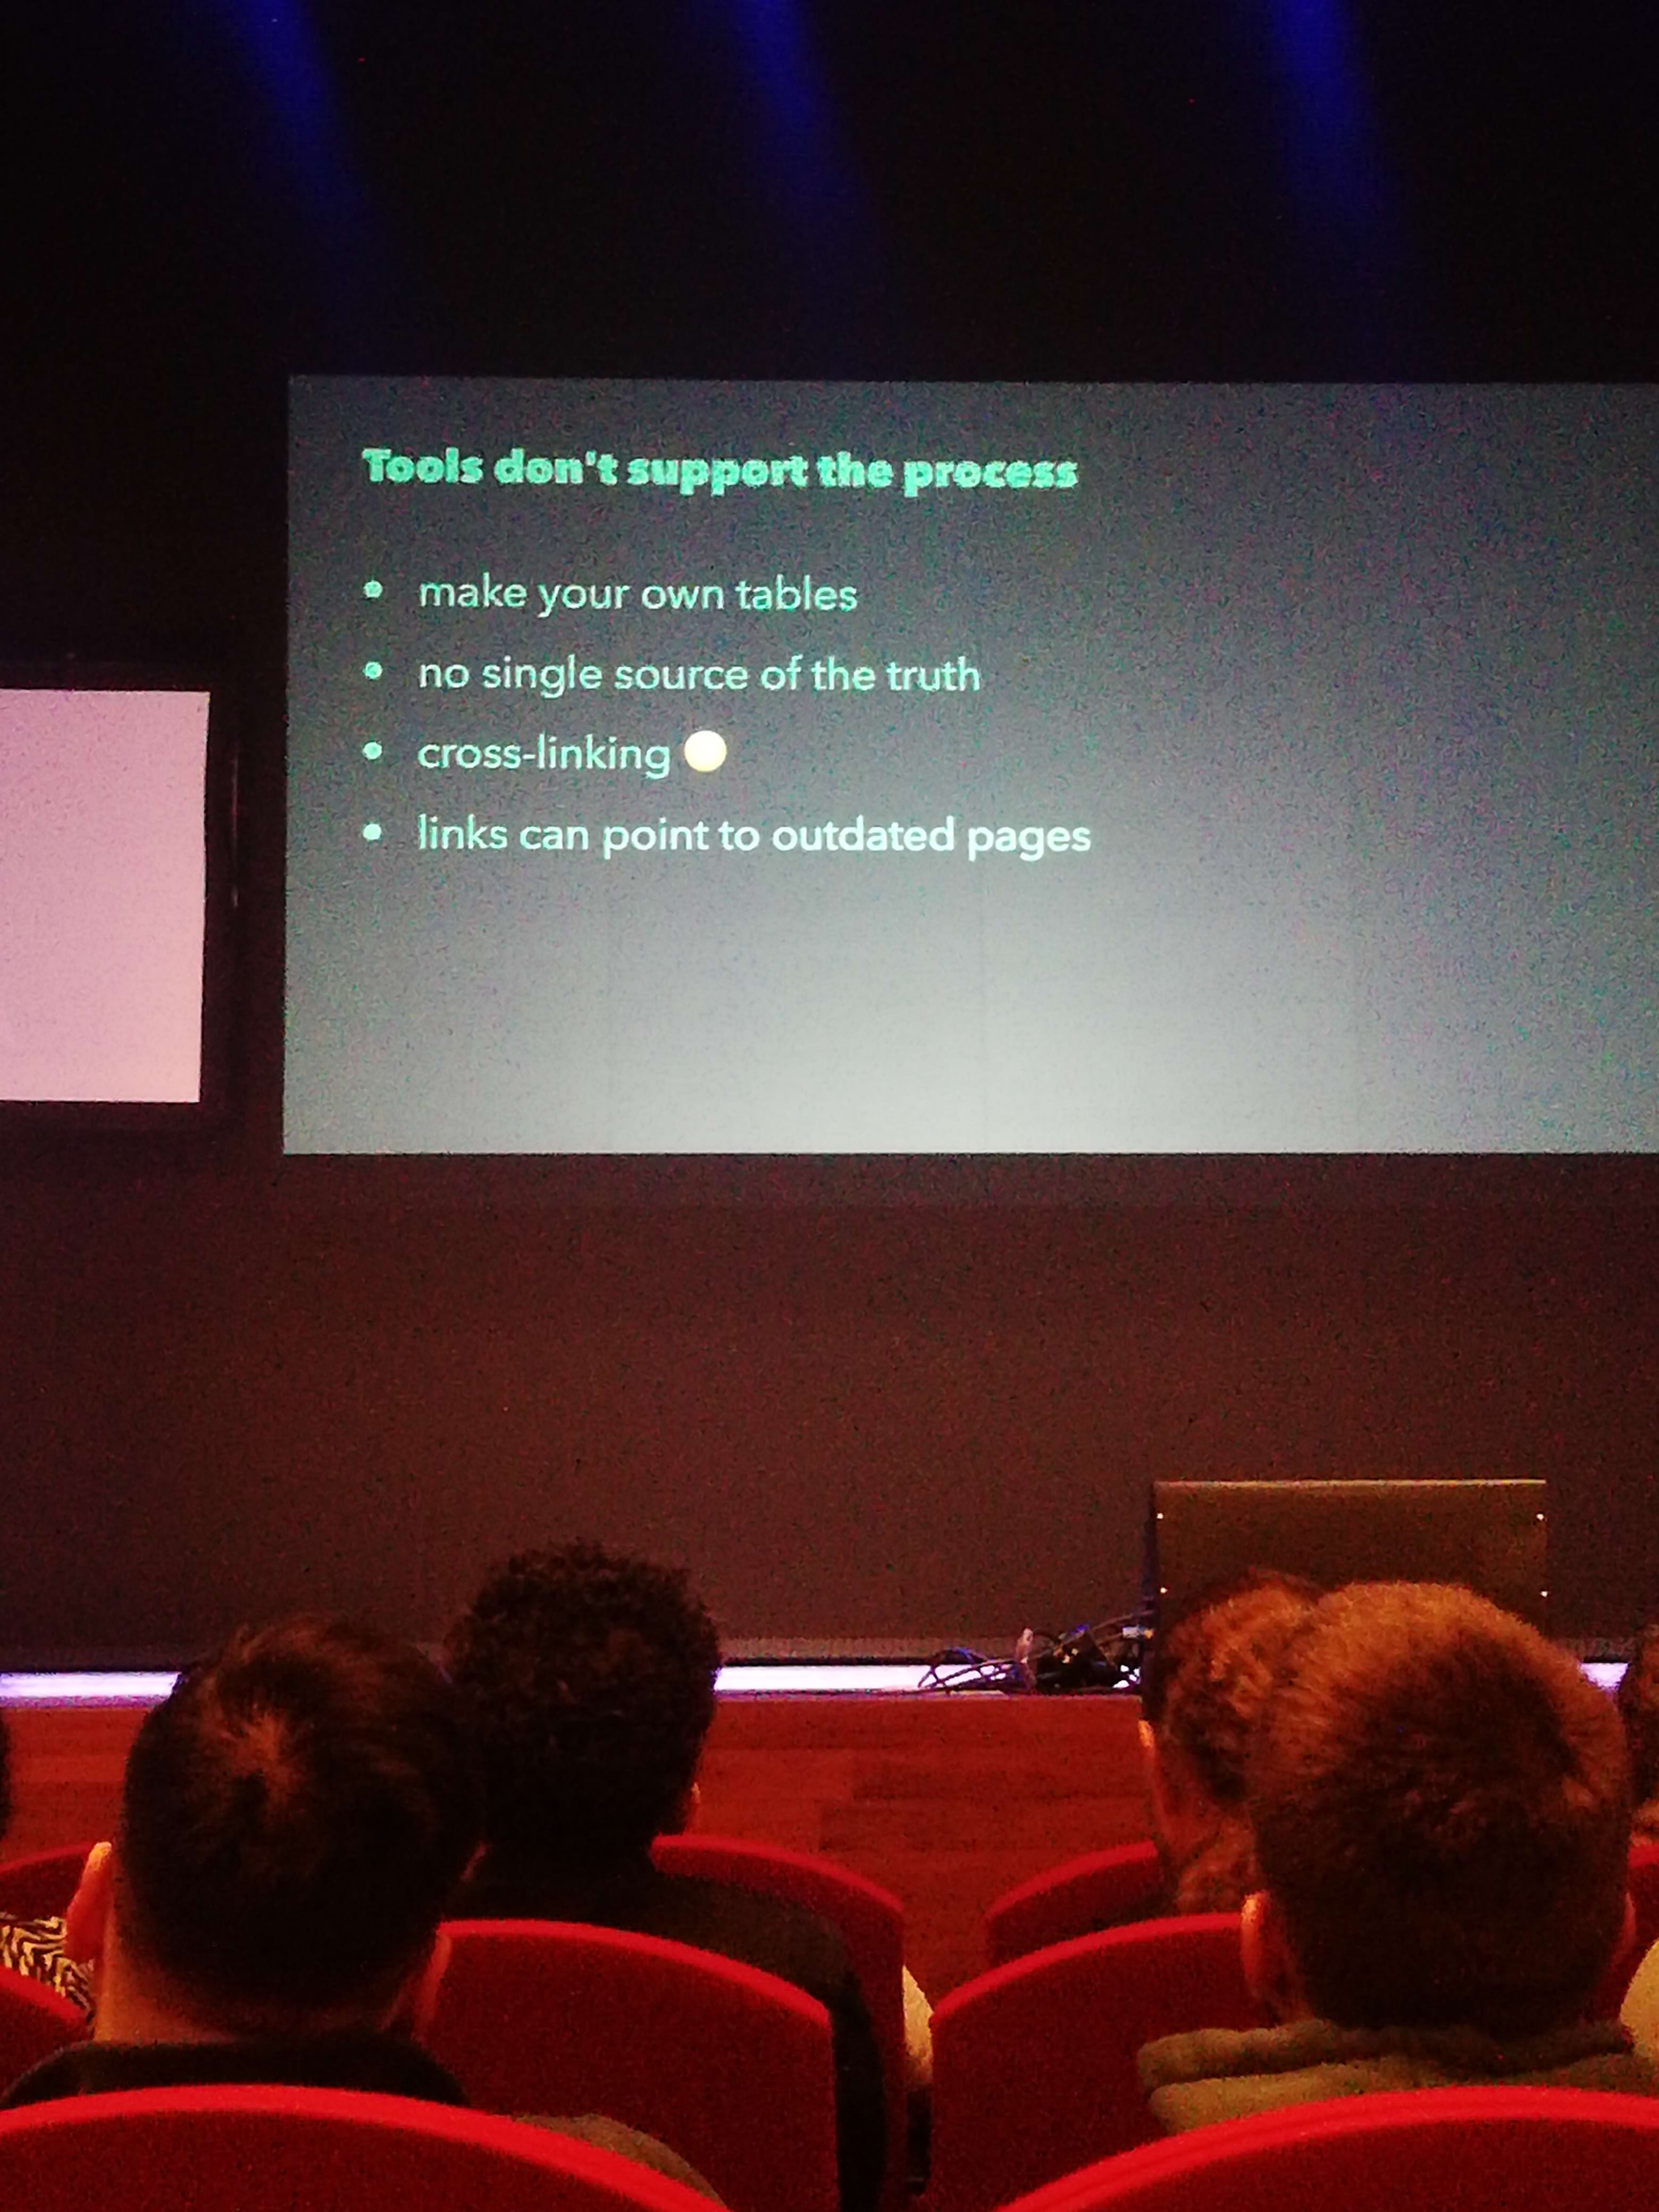 Tools don't support the process
• make your own tables
• no single source of the truth
• cross-linking
• links can point to outdated pages